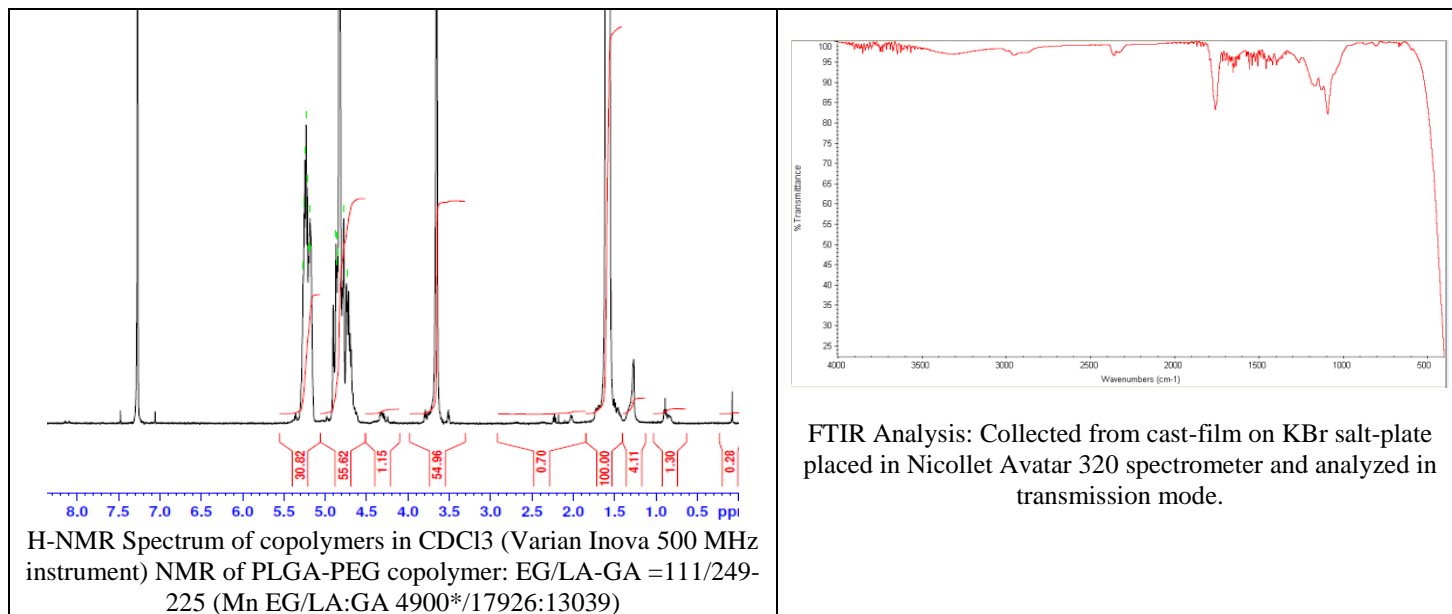 30.82
55.62
1.15
54.96
0.70
100.00
4.11
1.30
0.28
8.0 7.5 7.0 6.5 6.0 5.5 5.0 4.5 4.0 3.5 3.0 2.5 2.0 1.5 1.0 0.5 ppm
H-NMR Spectrum of copolymers in CDCl3 (Varian Inova 500 MHz
instrument) NMR of PLGA-PEG copolymer: EG/LA-GA =111/249-
225 (Mn EG/LA:GA 4900*/17926:13039)
100
95
90
85
80
75
70
65
60
55
50
45
40
35
30
25
%Transmittance
4000 3500 3000 2500 2000 1500 1000 500
Wavenumbers (cm-1)
FTIR Analysis: Collected from cast-film on KBr salt-plate
placed in Nicollet Avatar 320 spectrometer and analyzed in
transmission mode.